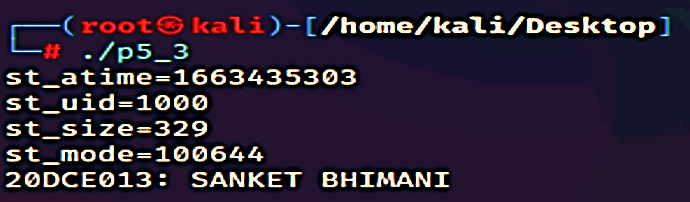 ┌──(root㉿kali)-[/home/kali/Desktop]
└─# ./p5_3
st_atime=1663435303
st_uid=1000
st_size=329
st_mode=100644
20DCE013: SANKET BHIMANI